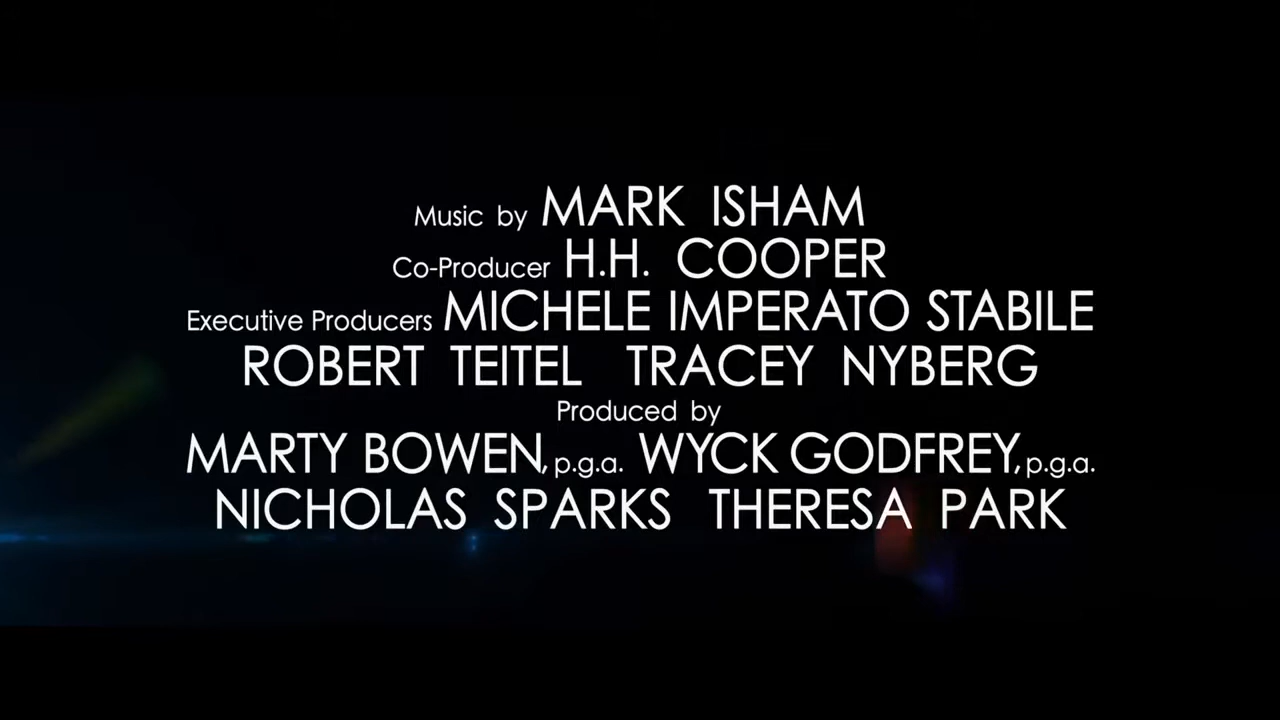 Music by MARK ISHAM
Co-Producer H.H. COOPER
Executive Producers MICHELE IMPERATO STABILE
ROBERT TEITEL TRACEY NYBERG
Produced by
MARTY BOWEN, p.g.a. WYCK GODFREY, p.g.a.
NICHOLAS SPARKS THERESA PARK